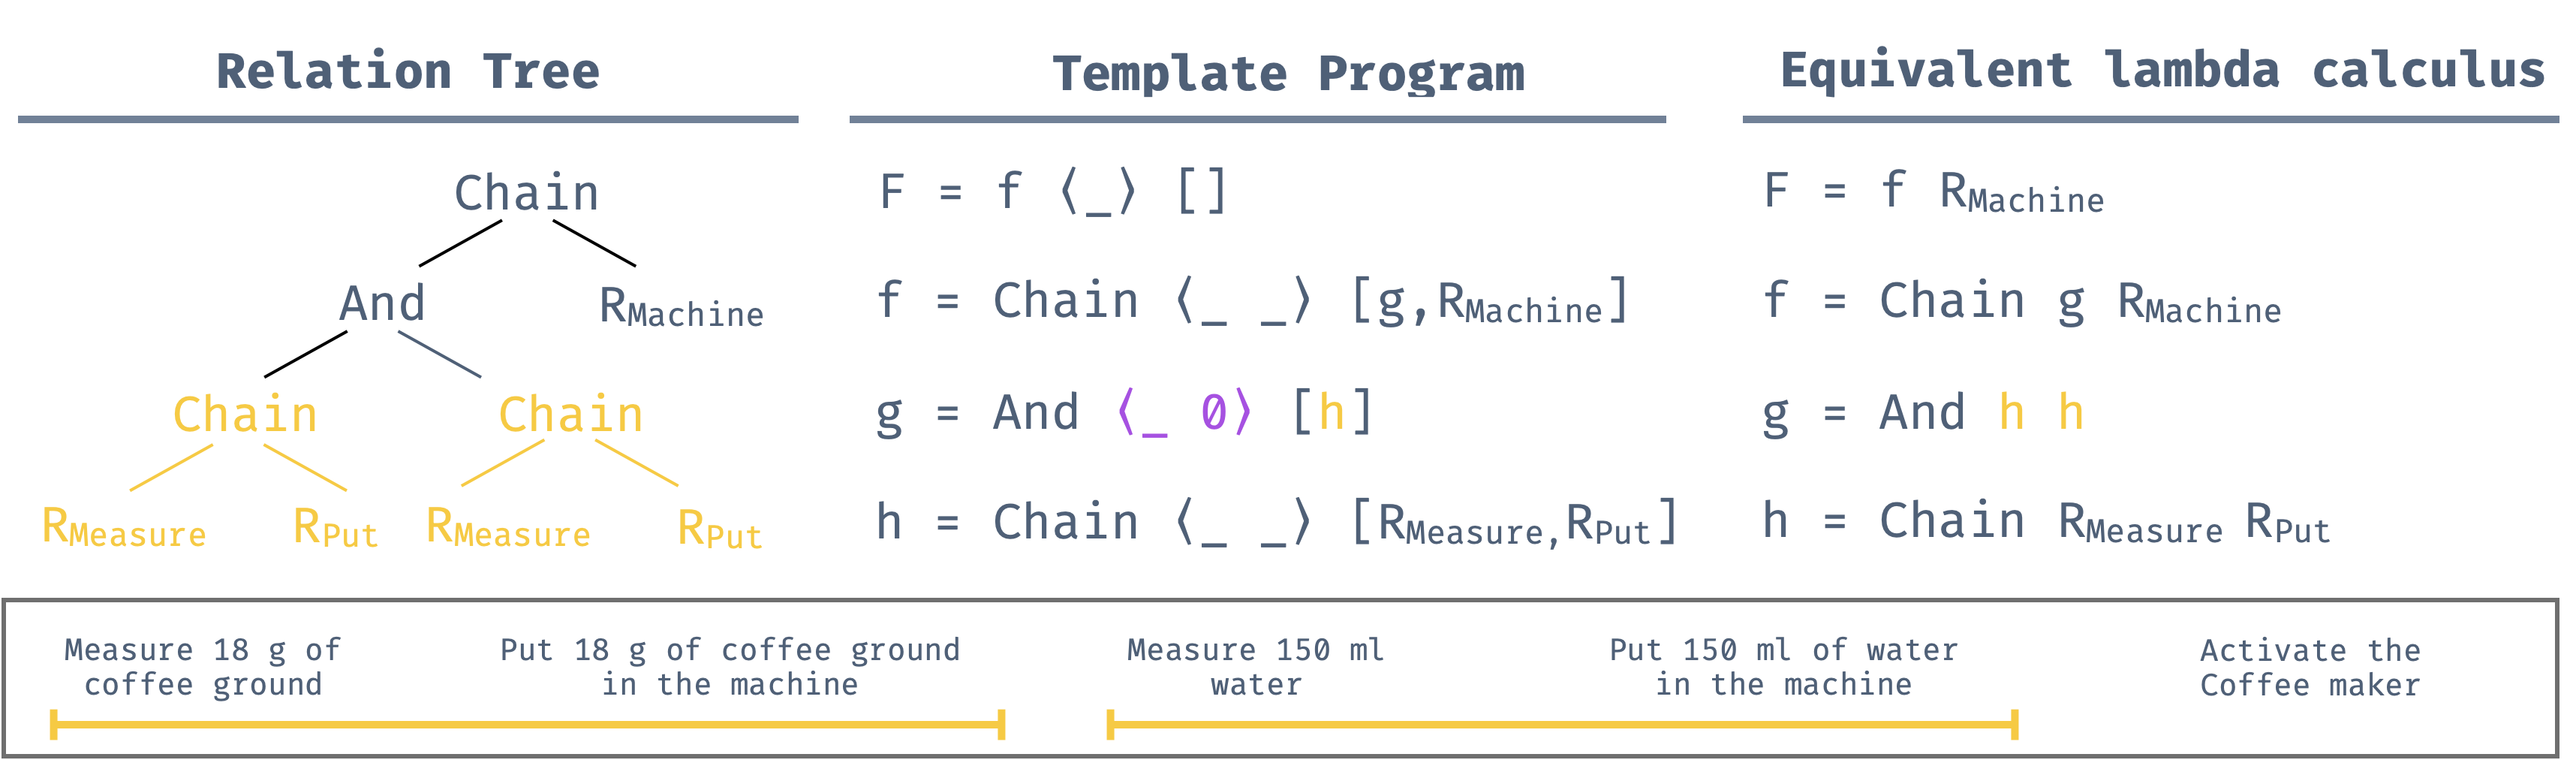 Relation Tree
Template Program
Equivalent lambda calculus
Chain
And
RMachine
Chain
Chain
RMeasure
RPut
RMeasure
RPut
F = f ⟨_⟩ []
f = Chain ⟨_ _⟩ [g,RMachine]
g = And ⟨_ 0⟩ [h]
h = Chain ⟨_ _⟩ [RMeasure,RPut]
F = f RMachine
f = Chain g RMachine
g = And h h
h = Chain RMeasure RPut
Measure 18 g of
coffee ground
Put 18 g of coffee ground
in the machine
Measure 150 ml
water
Put 150 ml of water
in the machine
Activate the
Coffee maker